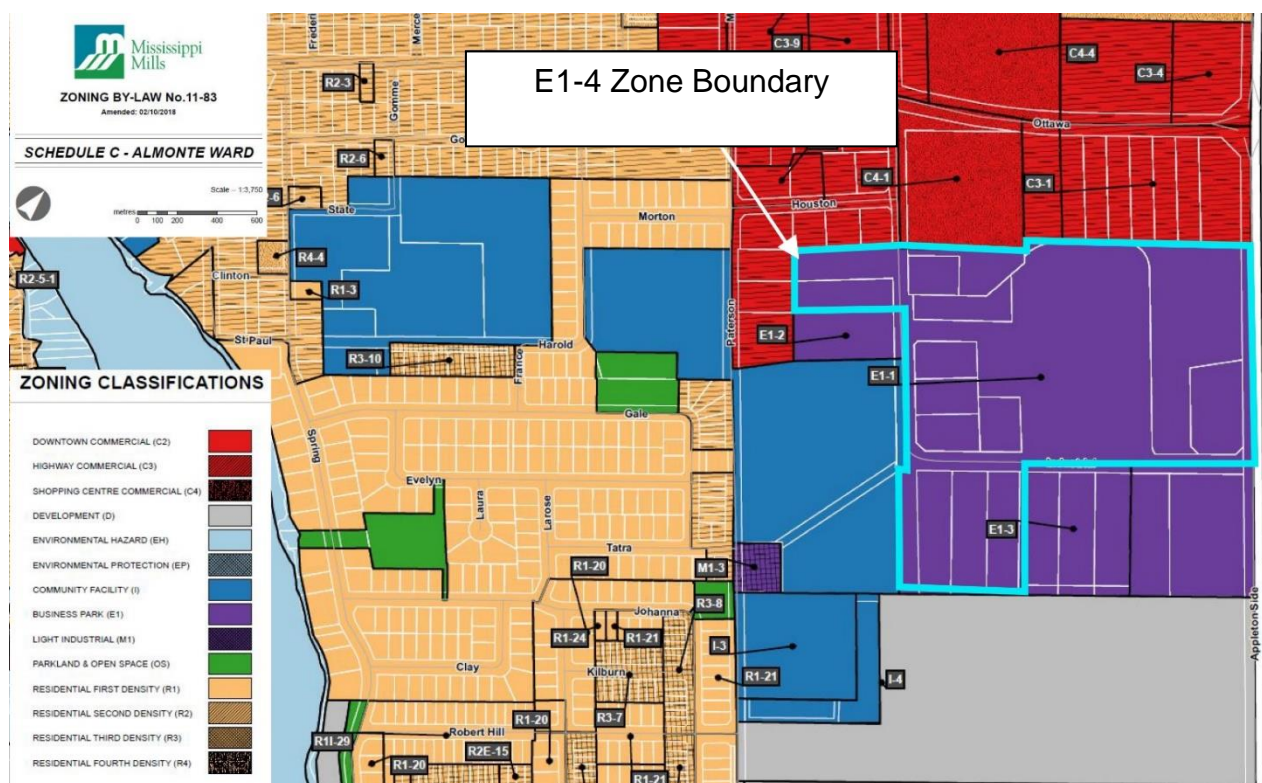 Mississippi
Mills
ZONING BY-LAW No.11-83
Amended: 02/10/2018
SCHEDULE C - ALMONTE WARD
Scale – 1:3,750
metres
0 100 200 400 600
E1-4 Zone Boundary
Gomme
R2-3
C3-9
C4-4
C3-4
Ottawa
R2-6
C4-1
C3-1
State
Morton
Houston
R4-4
R2-5-1
Clinton
R1-3
St Paul
Harold
Paterson
E1-2
R3-10
France
E1-1
Gale
Spring
Evelyn
Laura
Larose
E1-3
Tatra
M1-3
R1-20
R3-8
Johanna
R1-24
R1-21
I-3
Clay
Kilburn
R1-21
I-4
R3-7
R1-20
Robert Hill
R1I-29
R2E-15
R1-20
R1-21
Appleton Side
ZONING CLASSIFICATIONS
DOWNTOWN COMMERCIAL (C2)
HIGHWAY COMMERCIAL (C3)
SHOPPING CENTRE COMMERCIAL (C4)
DEVELOPMENT (D)
ENVIRONMENTAL HAZARD (EH)
ENVIRONMENTAL PROTECTION (EP)
COMMUNITY FACILITY (I)
BUSINESS PARK (E1)
LIGHT INDUSTRIAL (M1)
PARKLAND & OPEN SPACE (OS)
RESIDENTIAL FIRST DENSITY (R1)
RESIDENTIAL SECOND DENSITY (R2)
RESIDENTIAL THIRD DENSITY (R3)
RESIDENTIAL FOURTH DENSITY (R4)